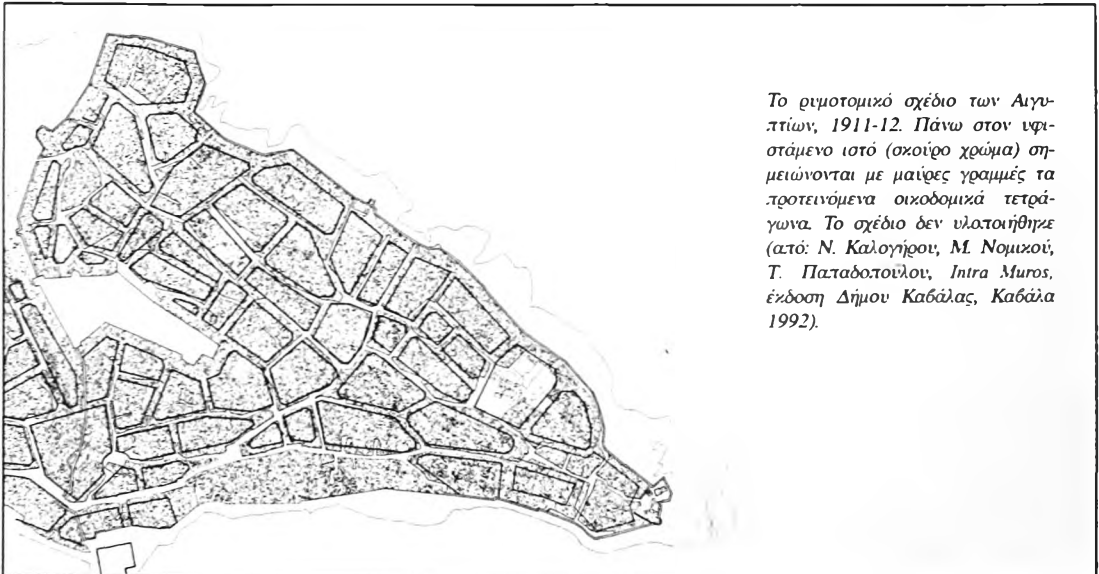 Το ριμοτομικό σχέδιο των Αιγυ-
πτίων, 1911-12. Πάνω στον υφι-
στάμενο ιστό (σκούρο χρώμα) ση-
μειώνονται με μαύρες γραμμές τα
προτεινόμενα οικοδομικά τετρά-
γωνα. Το σχέδιο δεν υλοποιήθηκε
(από: Ν. Καλογήρου, Μ. Νομικού,
Τ. Παπαδοπούλου, Intra Muros,
έκδοση Δήμου Καβάλας, Καβάλα
1992).